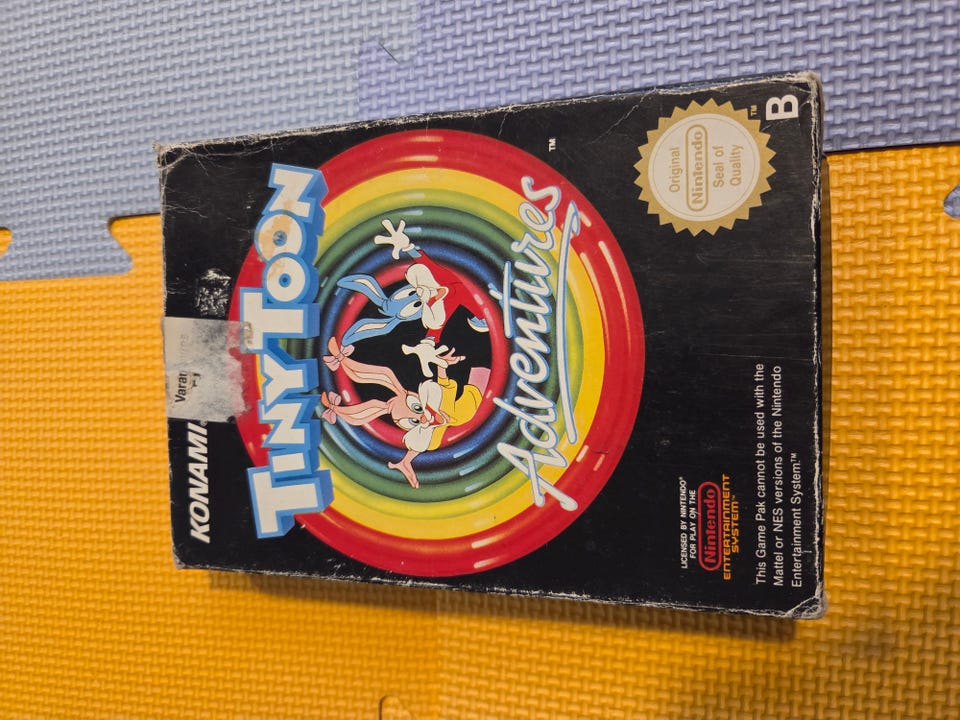 KONAMI®
TINY TOON
Adventures
TM
LICENSED BY NINTENDO®
FOR PLAY ON THE
Nintendo®
ENTERTAINMENT
SYSTEM™
Original
Nintendo
Seal of
Quality
TM
This Game Pak cannot be used with the
Mattel or NES versions of the Nintendo
Entertainment System.™
B